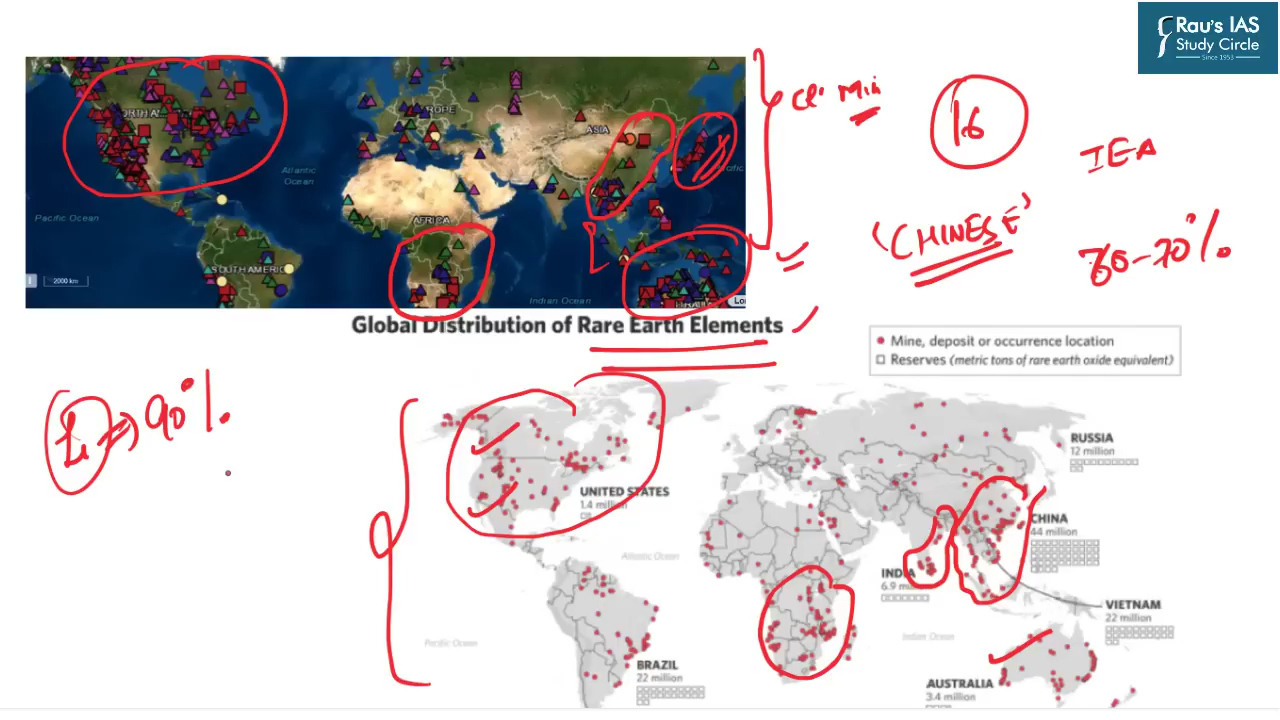 Rau's IAS
Study Circle
Since 1953
NORTH A...
EUROPE
ASIA
Atlantic
Ocean
Pacific Ocean
AFRICA
SOUTH AMERIC
Indian Ocean
2000 km
Cr' Min
16
IEA
'CHINESE'
60-70%
Global Distribution of Rare Earth Elements
Mine, deposit or occurrence location
Reserves (metric tons of rare earth oxide equivalent)
Li => 90%
RUSSIA
12 million
UNITED STATES
1.4 million
CHINA
44 million
Atlantic Ocean
INDIA
6.9 m
VIETNAM
22 million
Pacific Ocean
Indian Ocean
BRAZIL
22 million
AUSTRALIA
3.4 million